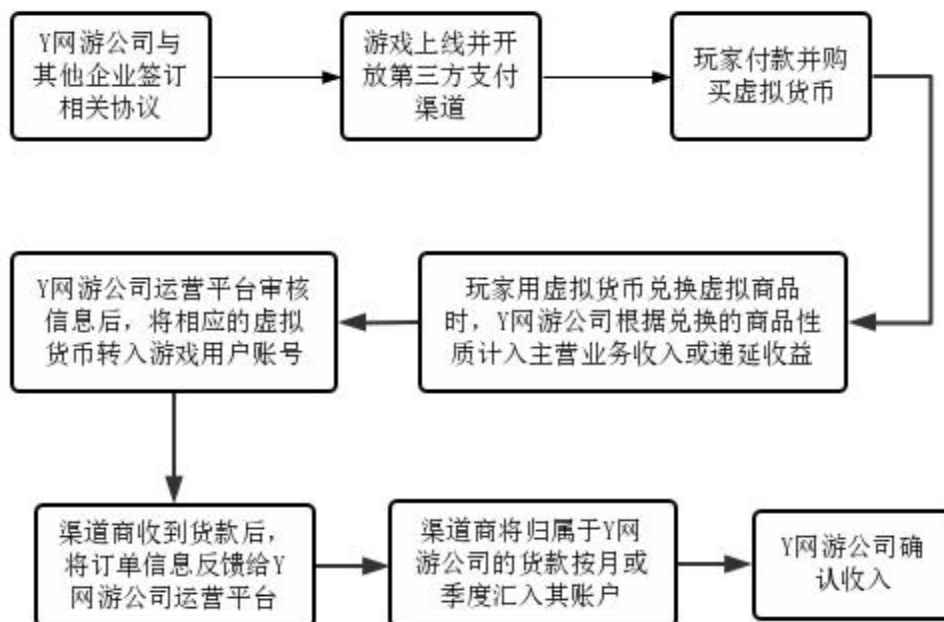 Y网游公司与
其他企业签订
相关协议
游戏上线并开
放第三方支付
渠道
玩家付款并购
买虚拟货币
玩家用虚拟货币兑换虚拟商品
时，Y网游公司根据兑换的商品性
质计入主营业务收入或递延收益
Y网游公司运营平台审核
信息后，将相应的虚拟
货币转入游戏用户账号
渠道商收到货款后，
将订单信息反馈给Y
网游公司运营平台
渠道商将归属于Y网
游公司的货款按月或
季度汇入其账户
Y网游公司确
认收入